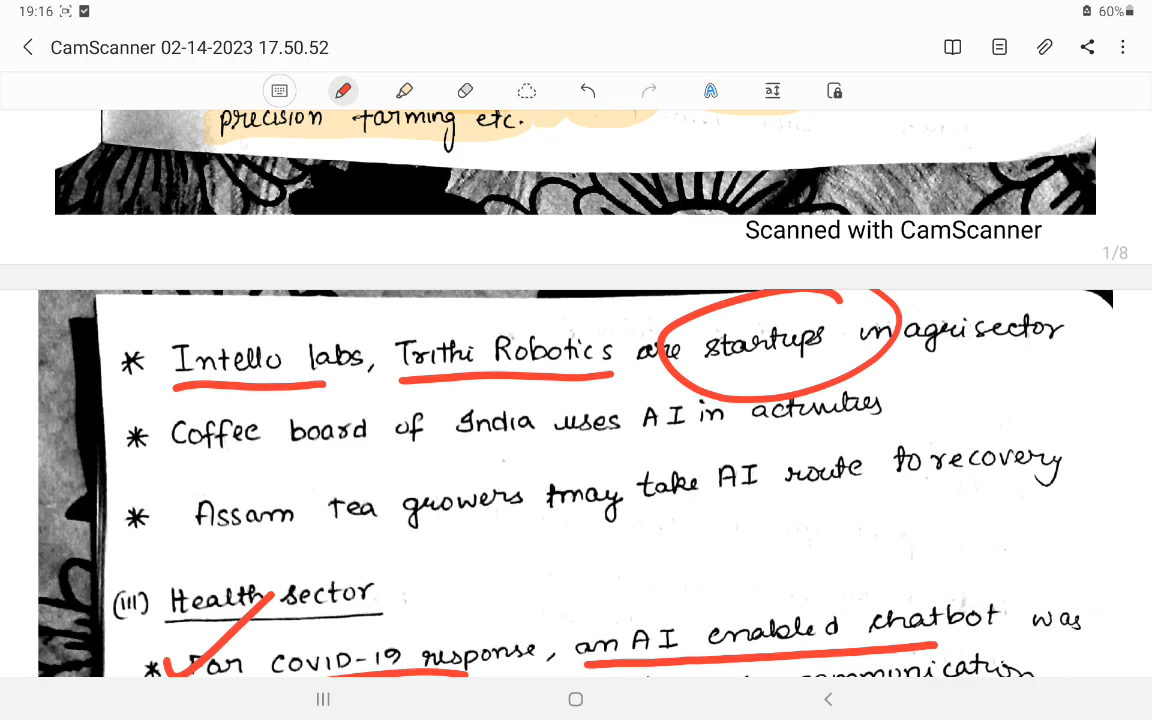 19:16
60%
CamScanner 02-14-2023 17.50.52
precision farming etc.
Scanned with CamScanner
1/8
* Intello labs, Trithi Robotics are startups in agrisector
* Coffee board of India uses AI in activities
* Assam Tea growers may take AI route to recovery
(iii) Health sector
* For COVID-19 response, an AI enabled chatbot was
communication